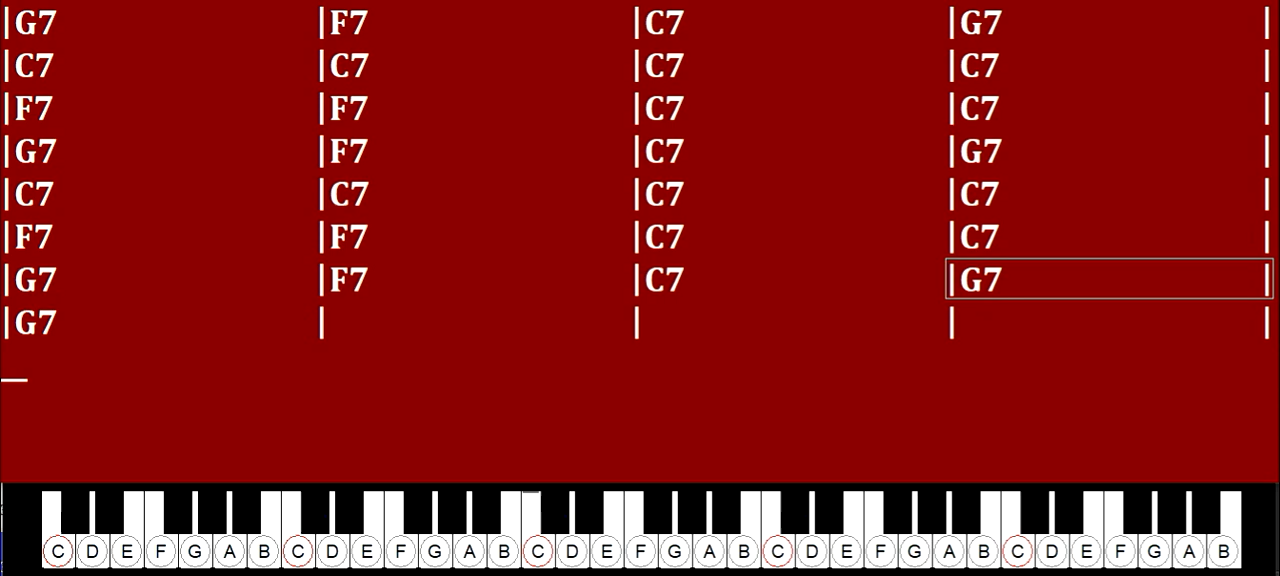 |G7 |F7 |C7 |G7 |
|C7 |C7 |C7 |C7 |
|F7 |F7 |C7 |C7 |
|G7 |F7 |C7 |G7 |
|C7 |C7 |C7 |C7 |
|F7 |F7 |C7 |C7 |
|G7 |F7 |C7 |G7 |
|G7 | | | |
C D E F G A B C D E F G A B C D E F G A B C D E F G A B C D E F G A B